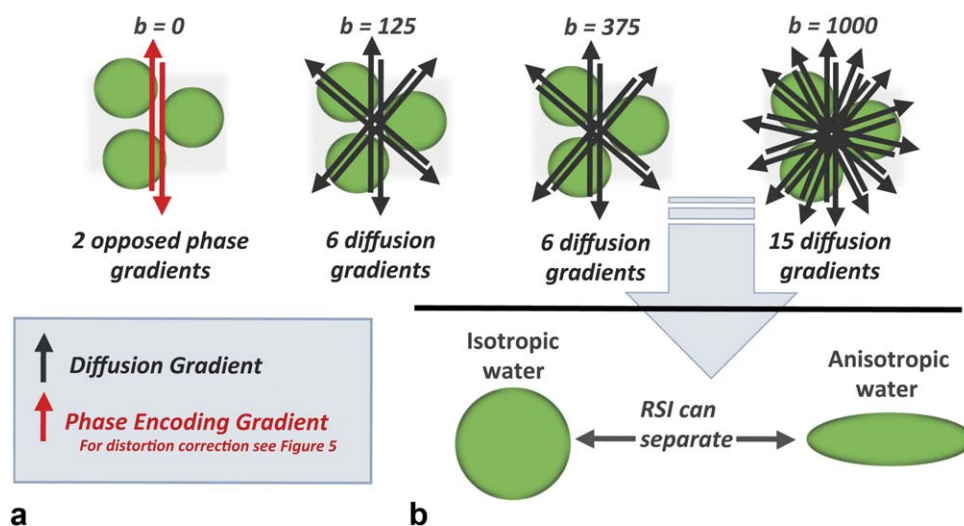 b = 0
b = 125
b = 375
b = 1000
2 opposed phase
gradients
6 diffusion
gradients
6 diffusion
gradients
15 diffusion
gradients
Diffusion Gradient
Phase Encoding Gradient
For distortion correction see Figure 5
Isotropic
water
RSI can
separate
Anisotropic
water
a
b